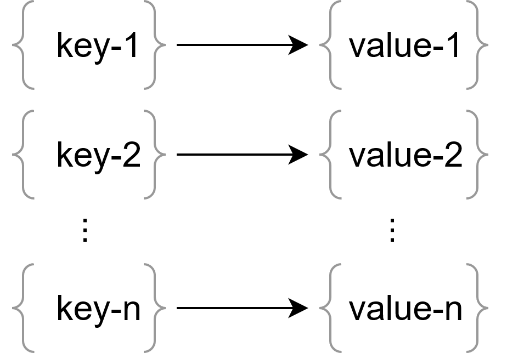 { key-1 } { value-1 }
{ key-2 } { value-2 }
⋮ ⋮
{ key-n } { value-n }